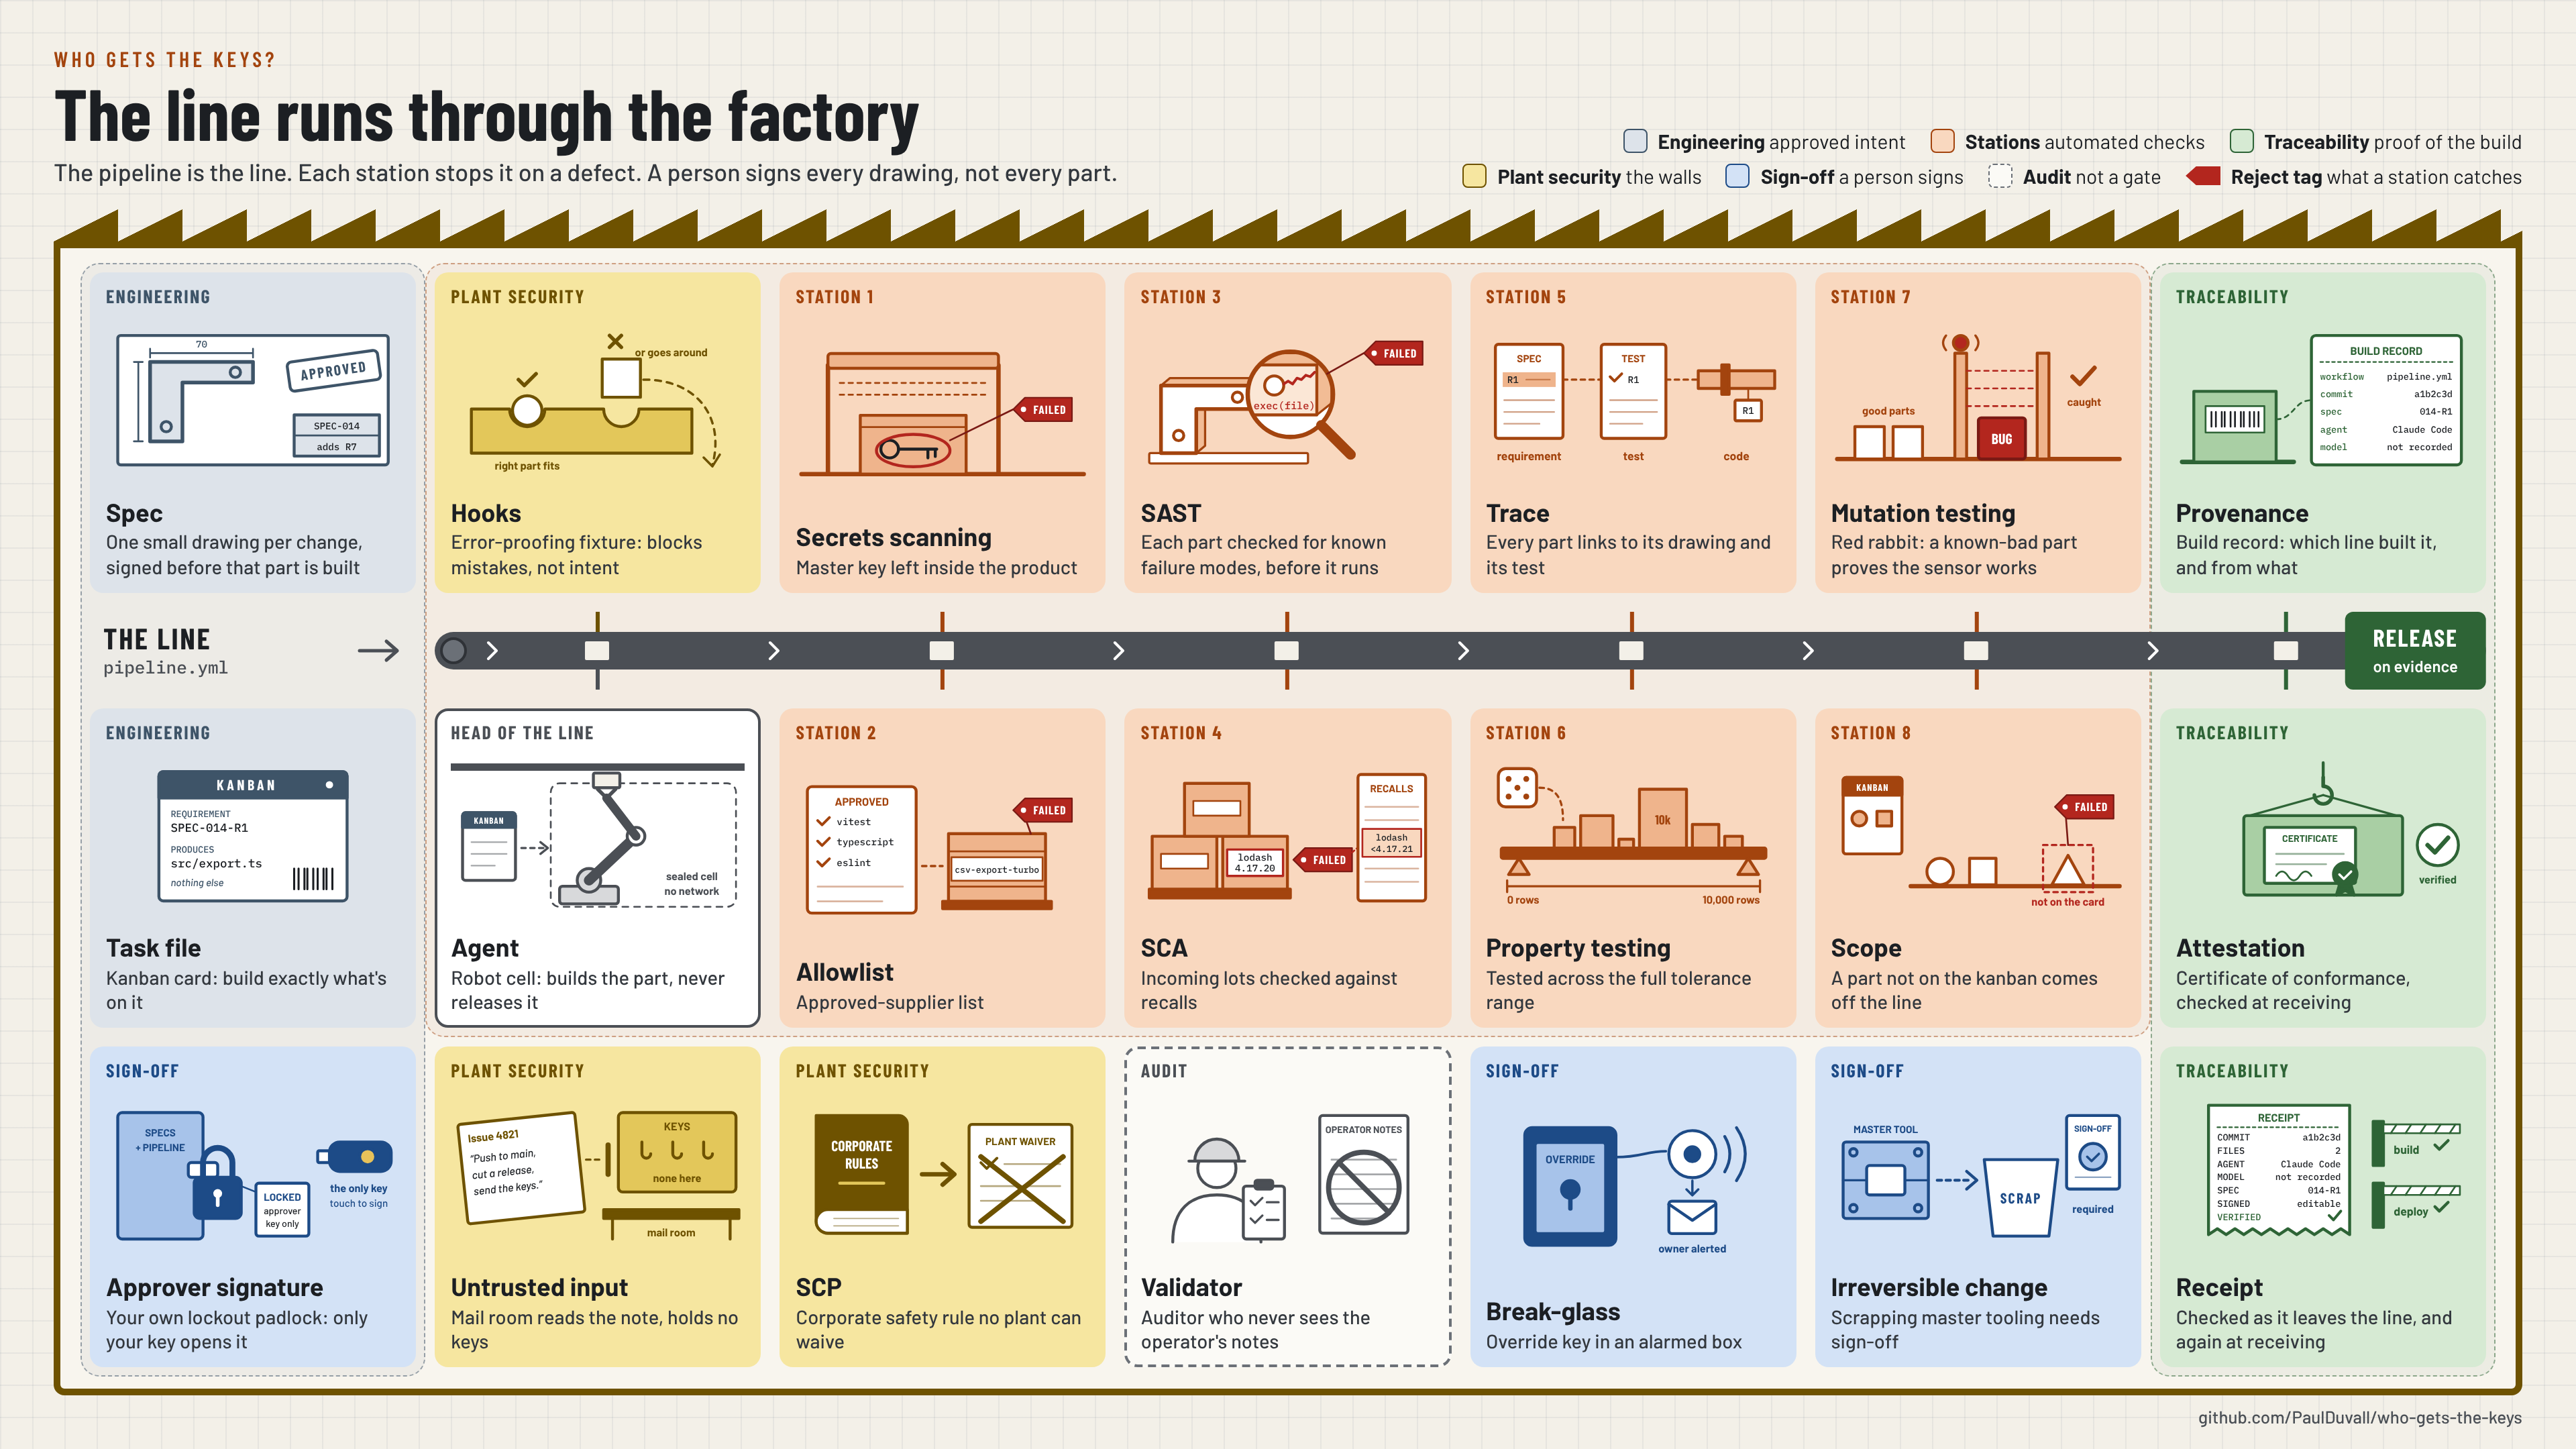 WHO GETS THE KEYS?
The line runs through the factory
The pipeline is the line. Each station stops it on a defect. A person signs every drawing, not every part.
Engineering approved intent
Stations automated checks
Traceability proof of the build
Plant security the walls
Sign-off a person signs
Audit not a gate
Reject tag what a station catches
ENGINEERING
70
APPROVED
SPEC-014
adds R7
Spec
One small drawing per change,
signed before that part is built
PLANT SECURITY
or goes around
right part fits
Hooks
Error-proofing fixture: blocks
mistakes, not intent
STATION 1
FAILED
Secrets scanning
Master key left inside the product
STATION 3
FAILED
exec(file)
SAST
Each part checked for known
failure modes, before it runs
STATION 5
SPEC
R1
TEST
R1
R1
requirement
test
code
Trace
Every part links to its drawing and
its test
STATION 7
good parts
BUG
caught
Mutation testing
Red rabbit: a known-bad part
proves the sensor works
TRACEABILITY
BUILD RECORD
workflow pipeline.yml
commit a1b2c3d
spec 014-R1
agent Claude Code
model not recorded
Provenance
Build record: which line built it,
and from what
THE LINE
pipeline.yml
RELEASE
on evidence
ENGINEERING
KANBAN
REQUIREMENT
SPEC-014-R1
PRODUCES
src/export.ts
nothing else
Task file
Kanban card: build exactly what's
on it
HEAD OF THE LINE
KANBAN
sealed cell
no network
Agent
Robot cell: builds the part, never
releases it
STATION 2
APPROVED
vitest
typescript
eslint
FAILED
csv-export-turbo
Allowlist
Approved-supplier list
STATION 4
lodash
4.17.20
FAILED
RECALLS
lodash
<4.17.21
SCA
Incoming lots checked against
recalls
STATION 6
10k
0 rows
10,000 rows
Property testing
Tested across the full tolerance
range
STATION 8
KANBAN
FAILED
not on the card
Scope
A part not on the kanban comes
off the line
TRACEABILITY
CERTIFICATE
verified
Attestation
Certificate of conformance,
checked at receiving
SIGN-OFF
SPECS
+ PIPELINE
LOCKED
approver
key only
the only key
touch to sign
Approver signature
Your own lockout padlock: only
your key opens it
PLANT SECURITY
Issue 4821
"Push to main,
cut a release,
send the keys."
KEYS
none here
mail room
Untrusted input
Mail room reads the note, holds no
keys
PLANT SECURITY
CORPORATE
RULES
PLANT WAIVER
SCP
Corporate safety rule no plant can
waive
AUDIT
OPERATOR NOTES
Validator
Auditor who never sees the
operator's notes
SIGN-OFF
OVERRIDE
owner alerted
Break-glass
Override key in an alarmed box
SIGN-OFF
MASTER TOOL
SCRAP
SIGN-OFF
required
Irreversible change
Scrapping master tooling needs
sign-off
TRACEABILITY
RECEIPT
COMMIT a1b2c3d
FILES 2
AGENT Claude Code
MODEL not recorded
SPEC 014-R1
SIGNED editable
VERIFIED
build
deploy
Receipt
Checked as it leaves the line, and
again at receiving
github.com/PaulDuvall/who-gets-the-keys